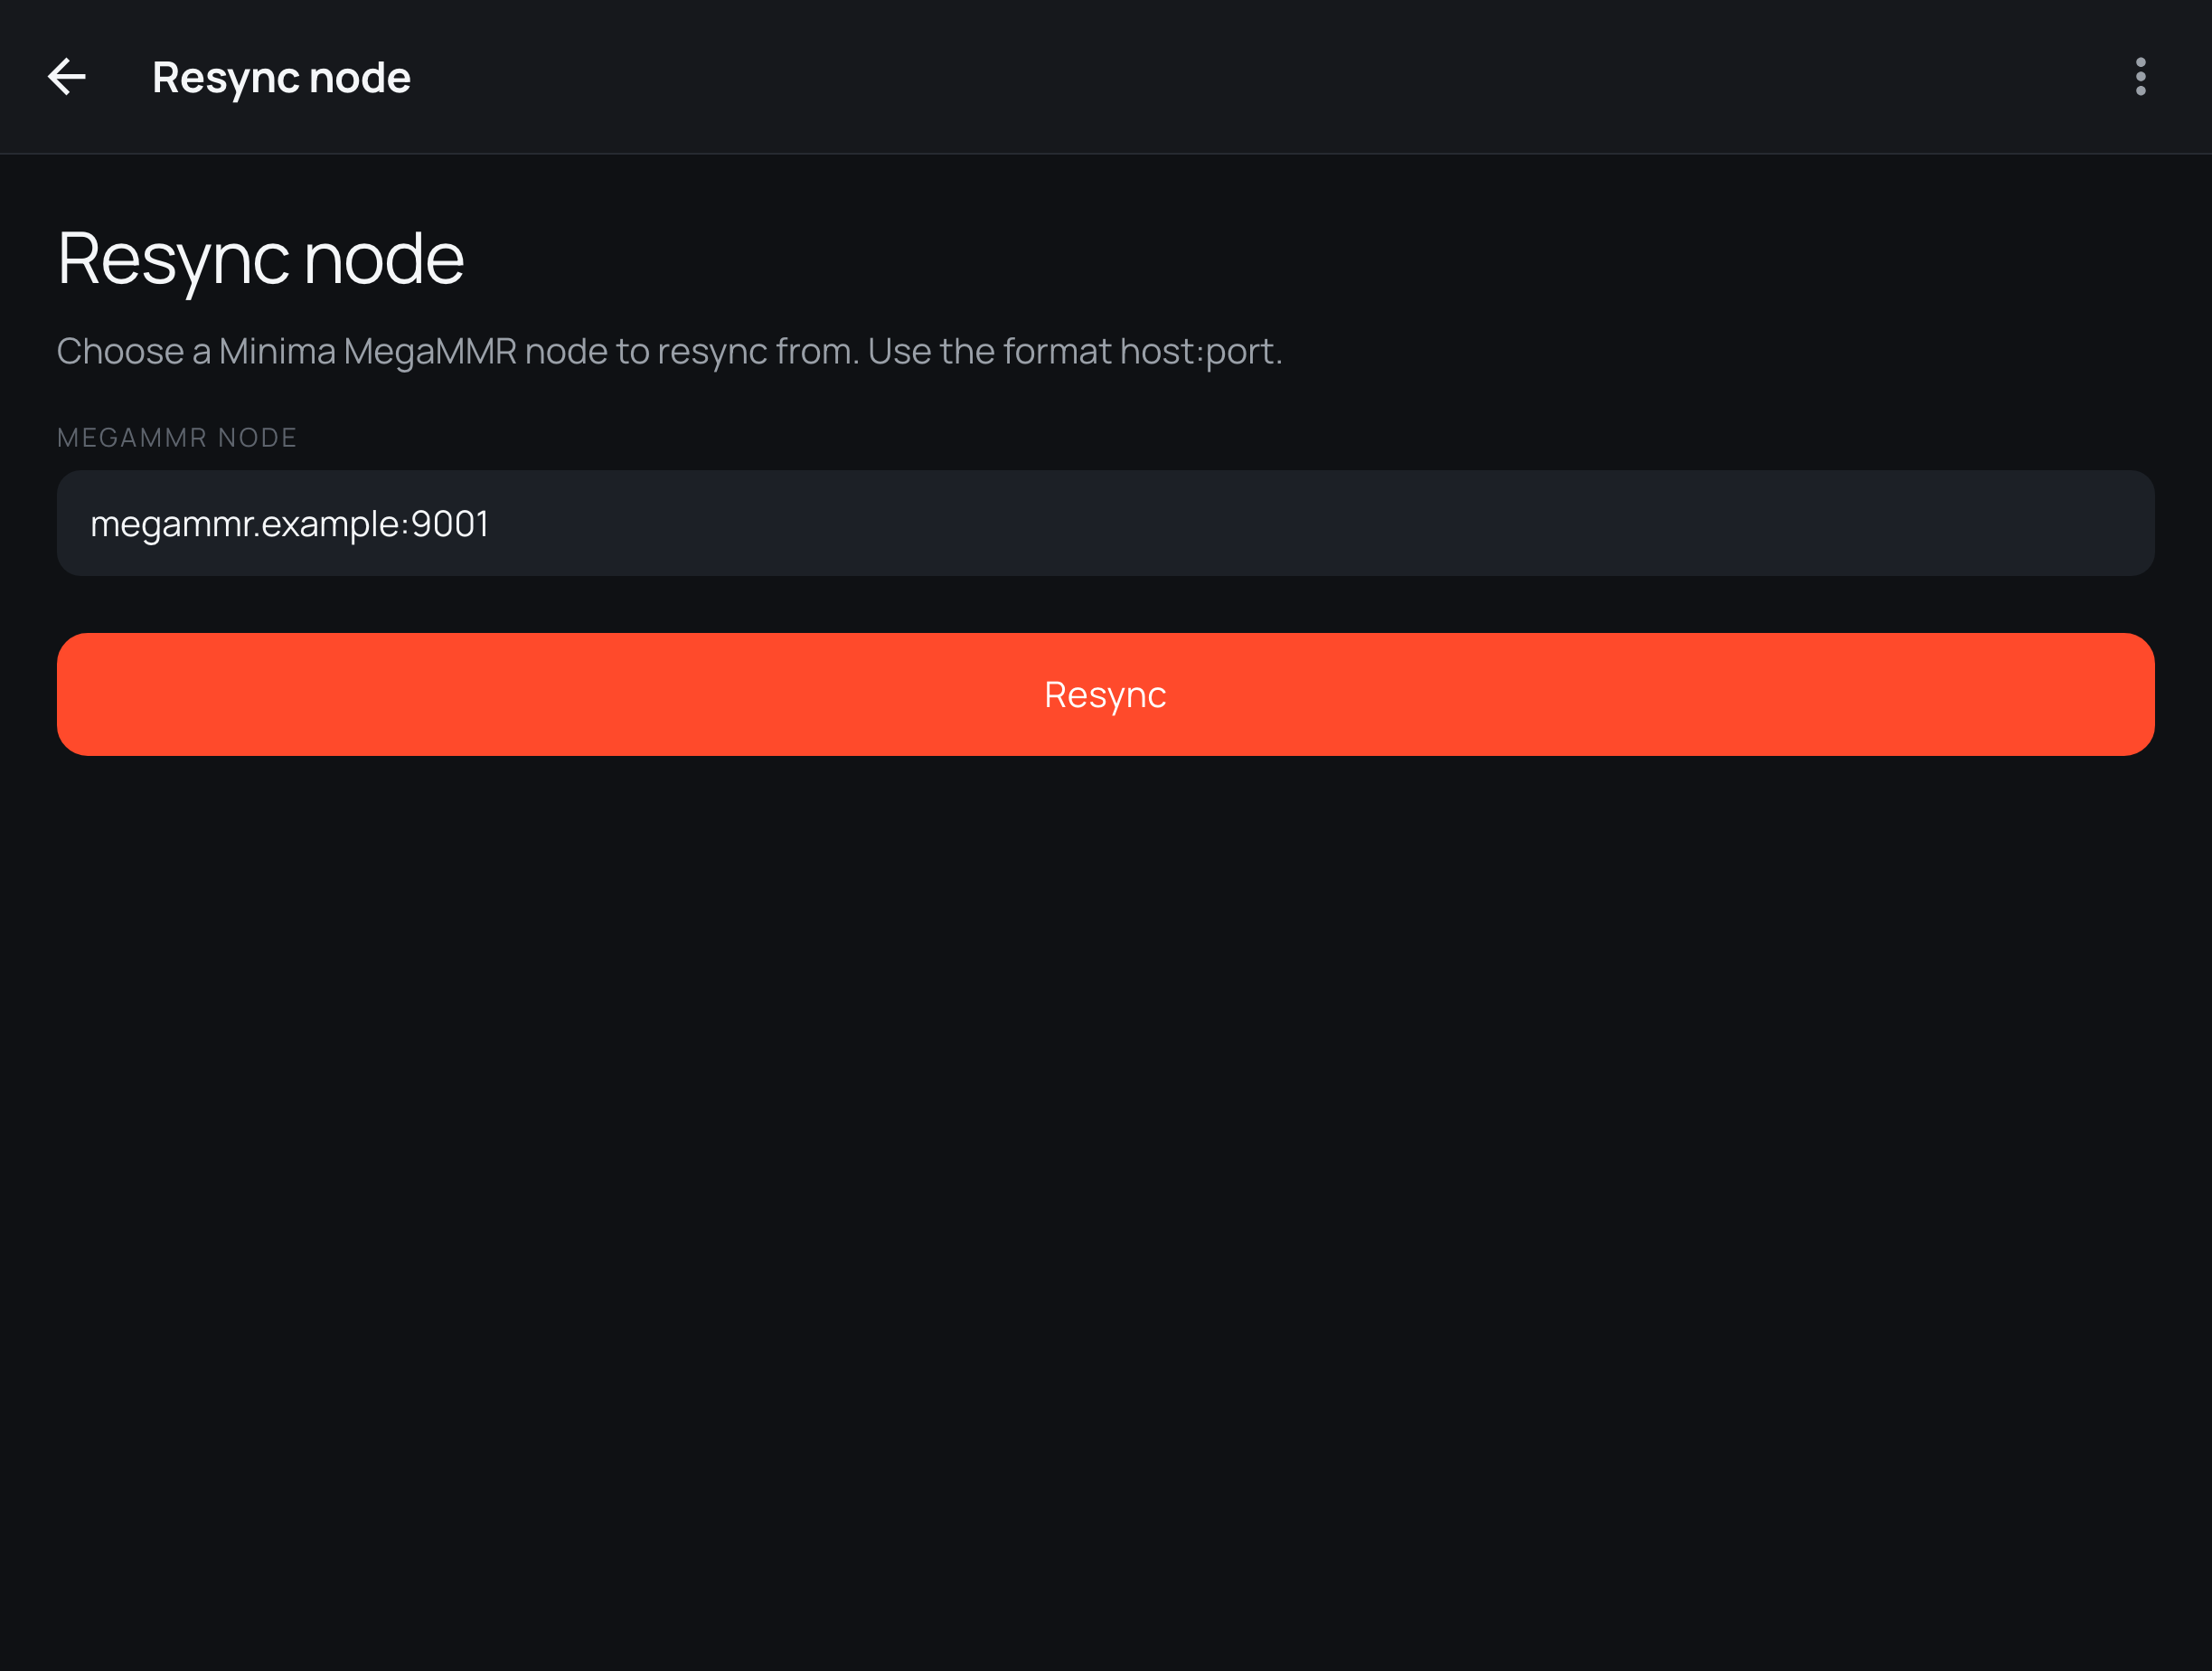 Resync node
Resync node
Choose a Minima MegaMMR node to resync from. Use the format host:port.
MEGAMMR NODE
megammr.example:9001
Resync